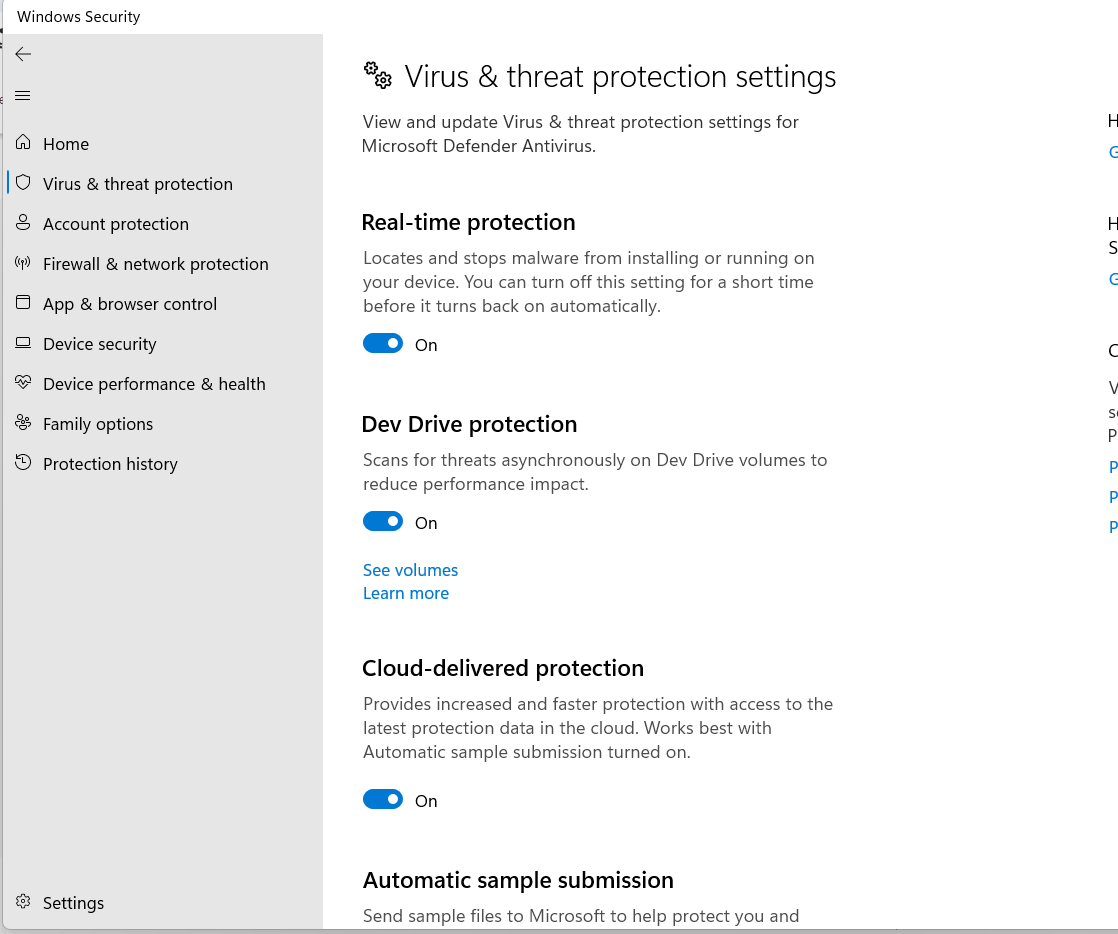 Windows Security
Home
Virus & threat protection
Account protection
Firewall & network protection
App & browser control
Device security
Device performance & health
Family options
Protection history
Settings
Virus & threat protection settings
View and update Virus & threat protection settings for
Microsoft Defender Antivirus.
Real-time protection
Locates and stops malware from installing or running on
your device. You can turn off this setting for a short time
before it turns back on automatically.
On
Dev Drive protection
Scans for threats asynchronously on Dev Drive volumes to
reduce performance impact.
On
See volumes
Learn more
Cloud-delivered protection
Provides increased and faster protection with access to the
latest protection data in the cloud. Works best with
Automatic sample submission turned on.
On
Automatic sample submission
Send sample files to Microsoft to help protect you and